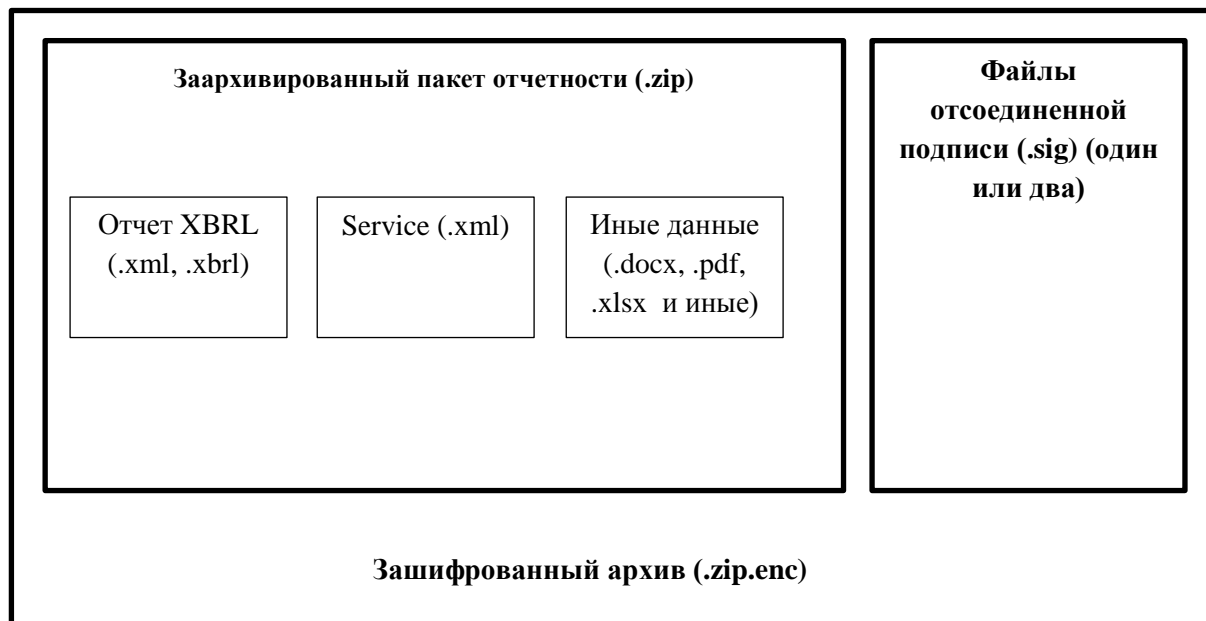 Заархивированный пакет отчетности (.zip)
Файлы
отсоединенной
подписи (.sig) (один
или два)
Отчет XBRL
(.xml, .xbrl)
Service (.xml)
Иные данные
(.docx, .pdf,
.xlsx и иные)
Зашифрованный архив (.zip.enc)